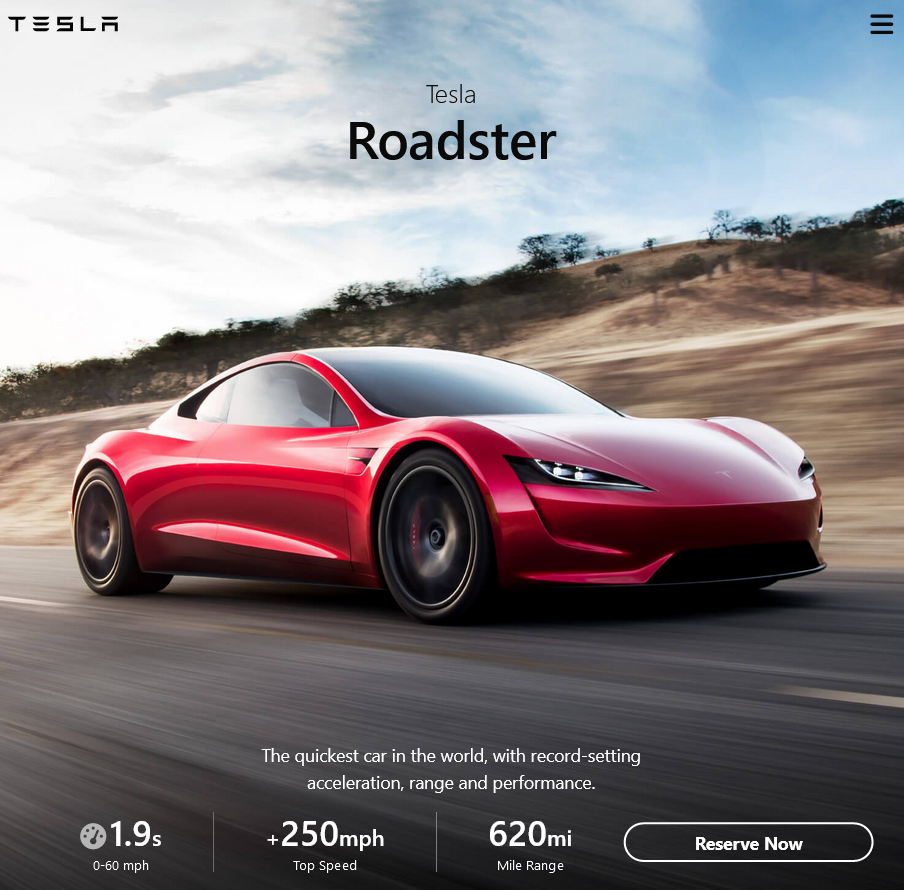 TESLA
Tesla
Roadster
The quickest car in the world, with record-setting
acceleration, range and performance.
1.9s
0-60 mph
+250mph
Top Speed
620mi
Mile Range
Reserve Now